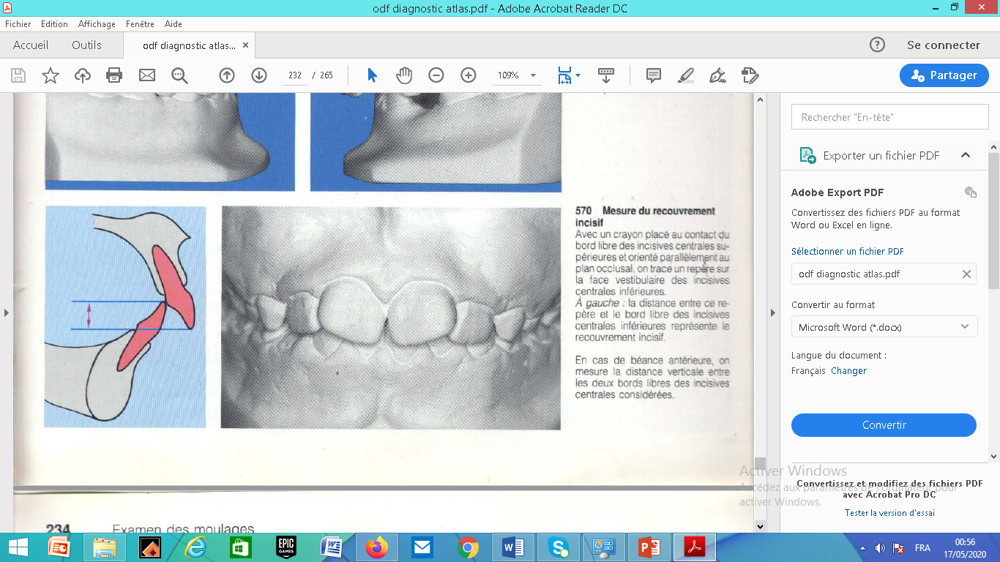 odf diagnostic atlas.pdf - Adobe Acrobat Reader DC
Fichier Edition Affichage Fenêtre Aide
Accueil Outils odf diagnostic atlas... × Se connecter
232 / 265 109% Partager
570 Mesure du recouvrement
incisif
Avec un crayon placé au contact du
bord libre des incisives centrales su-
périeures et orienté parallèlement au
plan occlusal, on trace un repère sur
la face vestibulaire des incisives
centrales inférieures.
À gauche : la distance entre ce re-
père et le bord libre des incisives
centrales inférieures représente le
recouvrement incisif.
En cas de béance antérieure, on
mesure la distance verticale entre
les deux bords libres des incisives
centrales considérées.
234 Examen des moulages
Rechercher "En-tête"
Exporter un fichier PDF
Adobe Export PDF
Convertissez des fichiers PDF au format
Word ou Excel en ligne.
Sélectionner un fichier PDF
odf diagnostic atlas.pdf
Convertir au format
Microsoft Word (*.docx)
Langue du document :
Français Changer
Convertir
Activer Windows
Accédez aux paramètres de l'ordinateur pour
activer Windows.
Convertissez et modifiez des fichiers PDF
avec Acrobat Pro DC
Tester la version d'essai
EPIC
GAMES
FRA
00:56
17/05/2020